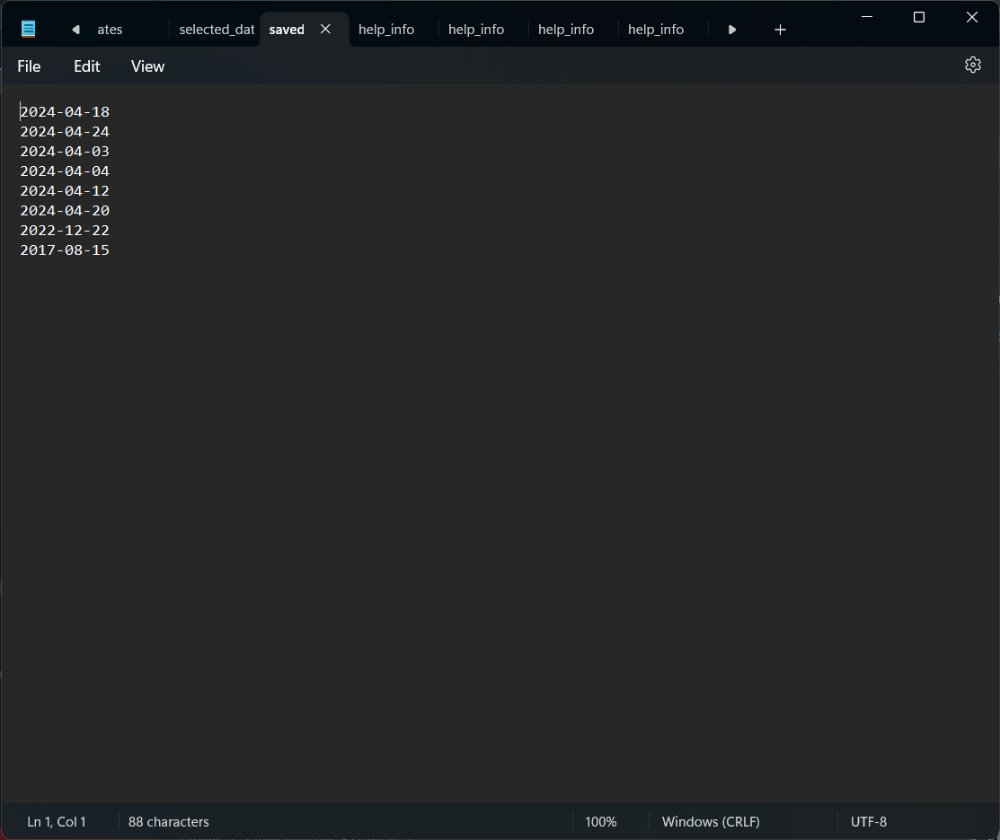 ates selected_dat saved help_info help_info help_info help_info
File Edit View
2024-04-18
2024-04-24
2024-04-03
2024-04-04
2024-04-12
2024-04-20
2022-12-22
2017-08-15
Ln 1, Col 1 88 characters 100% Windows (CRLF) UTF-8